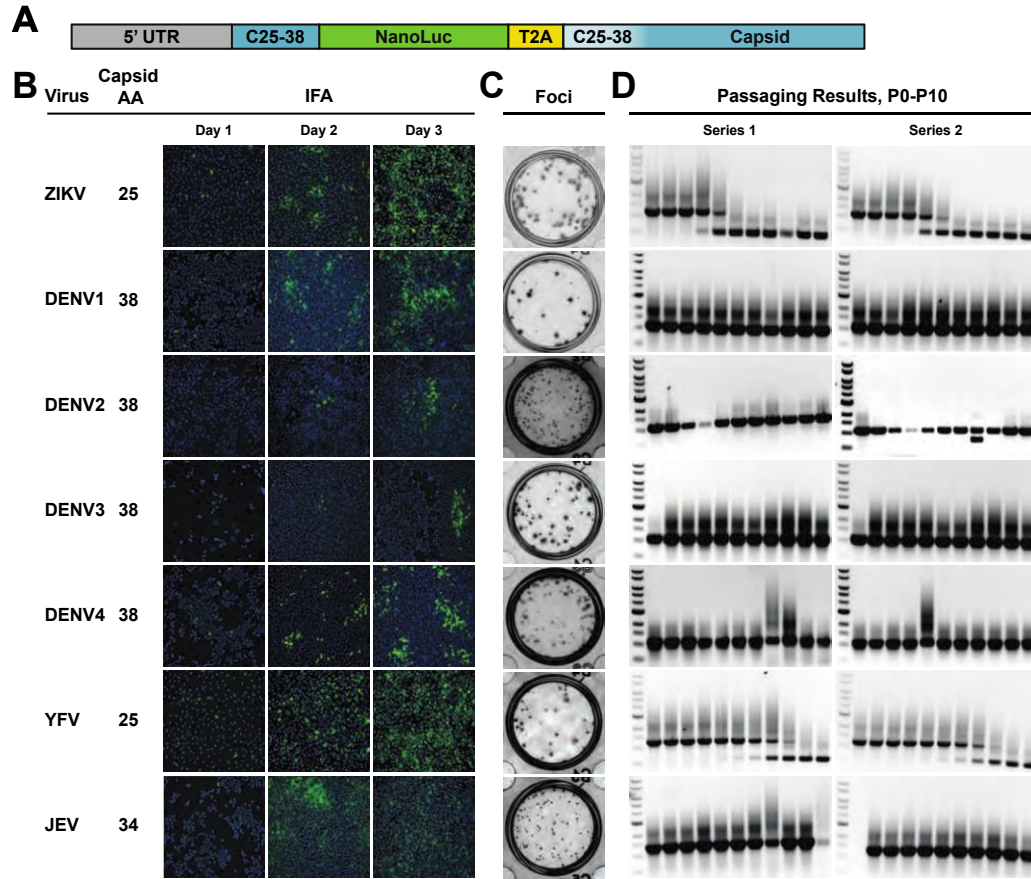 A
5' UTR C25-38 NanoLuc T2A C25-38 Capsid
B Virus Capsid AA IFA C Foci D Passaging Results, P0-P10
Day 1 Day 2 Day 3 Series 1 Series 2
ZIKV 25
DENV1 38
DENV2 38
DENV3 38
DENV4 38
YFV 25
JEV 34